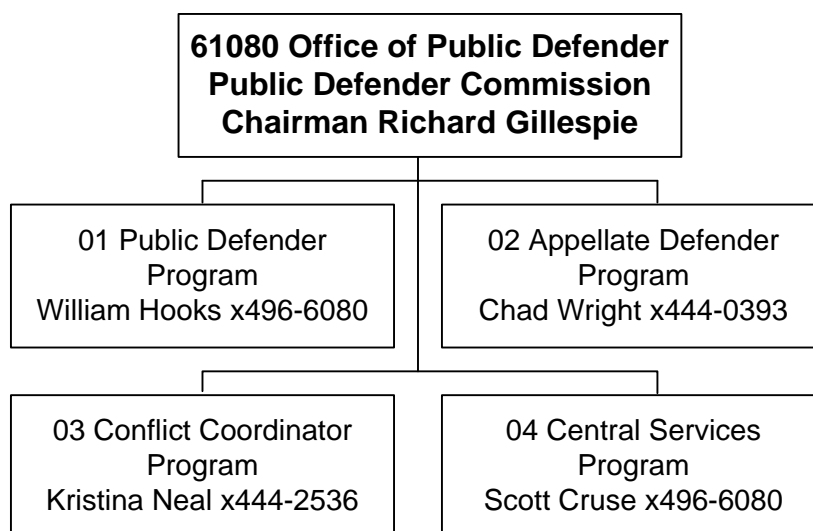 61080 Office of Public Defender
Public Defender Commission
Chairman Richard Gillespie
01 Public Defender
Program
William Hooks x496-6080
02 Appellate Defender
Program
Chad Wright x444-0393
03 Conflict Coordinator
Program
Kristina Neal x444-2536
04 Central Services
Program
Scott Cruse x496-6080